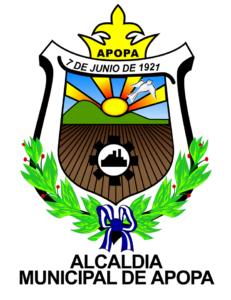 APOPA
7 DE JUNIO DE 1921
ALCALDIA
MUNICIPAL DE APOPA